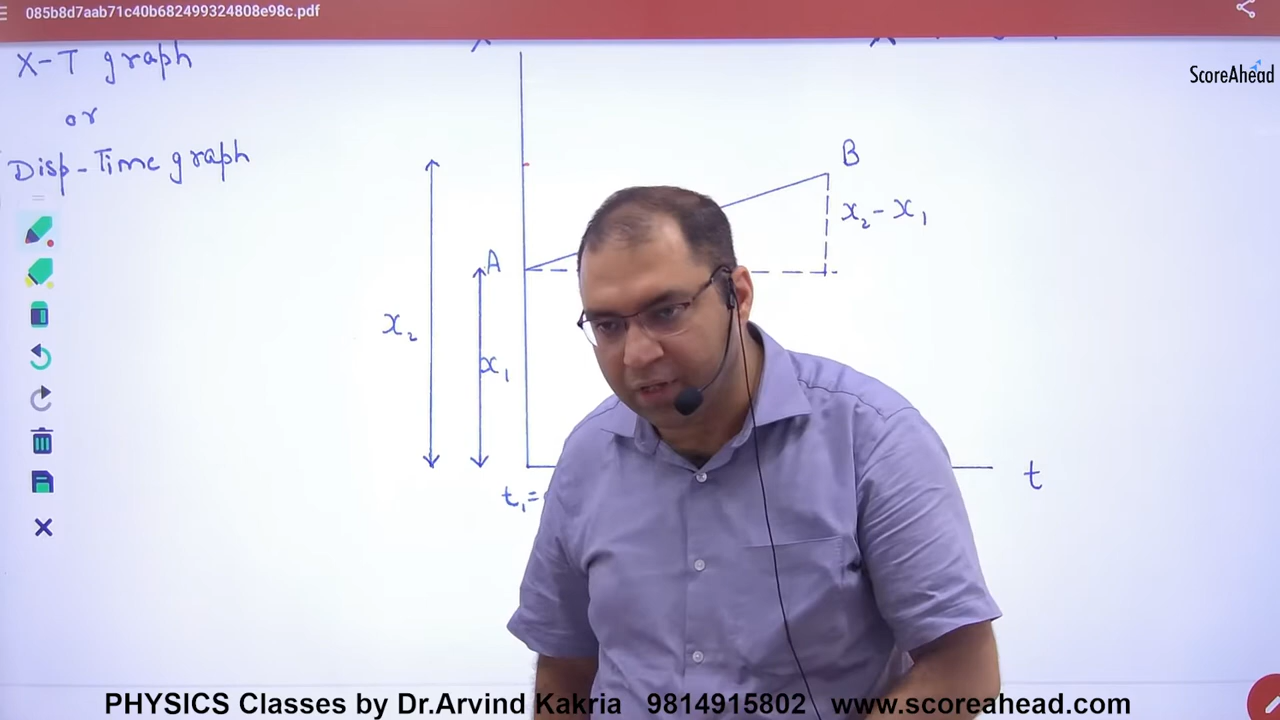 085b8d7aab71c40b682499324808e98c.pdf
X-T graph
or
Disp-Time graph
ScoreAhead
B
x₂-x₁
A
x₂
x₁
t₁=
t
PHYSICS Classes by Dr.Arvind Kakria 9814915802 www.scoreahead.com